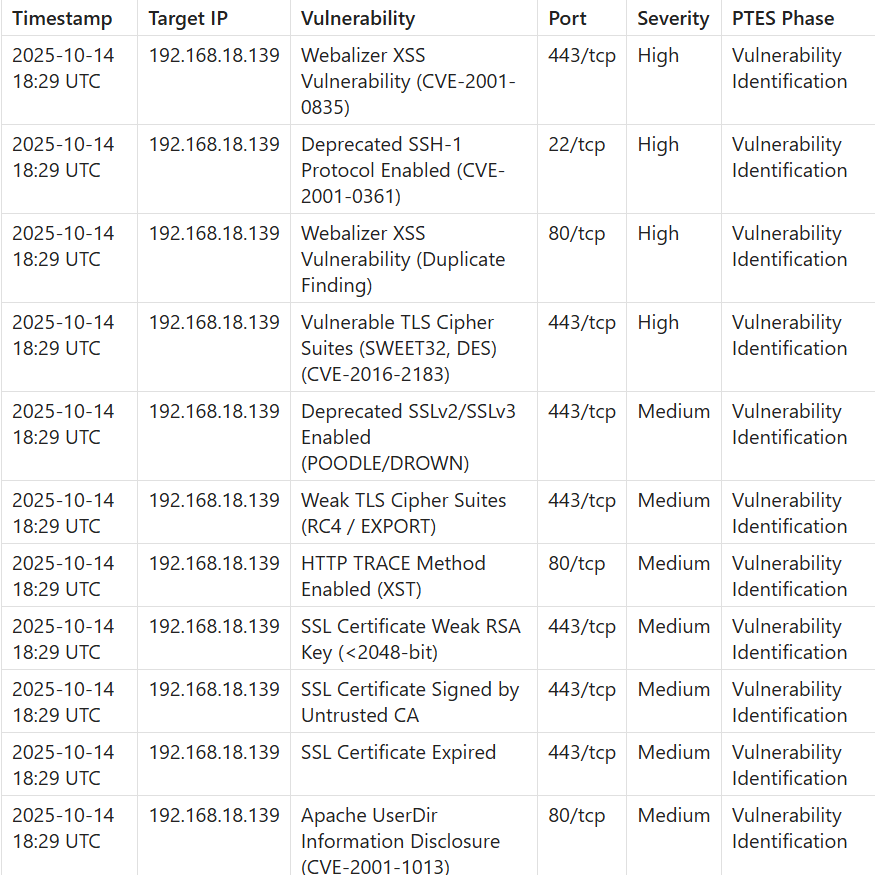 Timestamp Target IP Vulnerability Port Severity PTES Phase
2025-10-14 192.168.18.139 Webalizer XSS 443/tcp High Vulnerability
18:29 UTC Vulnerability (CVE-2001- Identification
0835)
2025-10-14 192.168.18.139 Deprecated SSH-1 22/tcp High Vulnerability
18:29 UTC Protocol Enabled (CVE- Identification
2001-0361)
2025-10-14 192.168.18.139 Webalizer XSS 80/tcp High Vulnerability
18:29 UTC Vulnerability (Duplicate Identification
Finding)
2025-10-14 192.168.18.139 Vulnerable TLS Cipher 443/tcp High Vulnerability
18:29 UTC Suites (SWEET32, DES) Identification
(CVE-2016-2183)
2025-10-14 192.168.18.139 Deprecated SSLv2/SSLv3 443/tcp Medium Vulnerability
18:29 UTC Enabled Identification
(POODLE/DROWN)
2025-10-14 192.168.18.139 Weak TLS Cipher Suites 443/tcp Medium Vulnerability
18:29 UTC (RC4 / EXPORT) Identification
2025-10-14 192.168.18.139 HTTP TRACE Method 80/tcp Medium Vulnerability
18:29 UTC Enabled (XST) Identification
2025-10-14 192.168.18.139 SSL Certificate Weak RSA 443/tcp Medium Vulnerability
18:29 UTC Key (<2048-bit) Identification
2025-10-14 192.168.18.139 SSL Certificate Signed by 443/tcp Medium Vulnerability
18:29 UTC Untrusted CA Identification
2025-10-14 192.168.18.139 SSL Certificate Expired 443/tcp Medium Vulnerability
18:29 UTC Identification
2025-10-14 192.168.18.139 Apache UserDir 80/tcp Medium Vulnerability
18:29 UTC Information Disclosure Identification
(CVE-2001-1013)